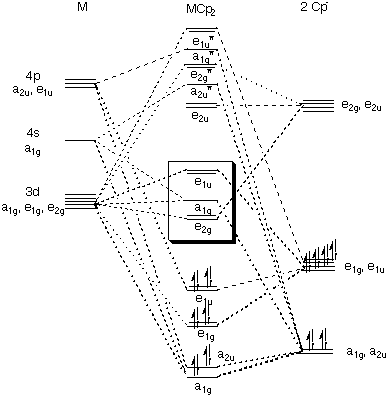 M MCp₂ 2 Cp⁻
e₁ᵤ*
a₁g*
4p
e₂g*
a₂ᵤ, e₁ᵤ
a₂ᵤ*
e₂ᵤ
e₂g, e₂ᵤ
4s
a₁g
e₁ᵤ
3d
a₁g, e₁g, e₂g
a₁g
e₂g
e₁g, e₁ᵤ
e₁ᵤ
e₁g
a₂ᵤ
a₁g, a₂ᵤ
a₁g